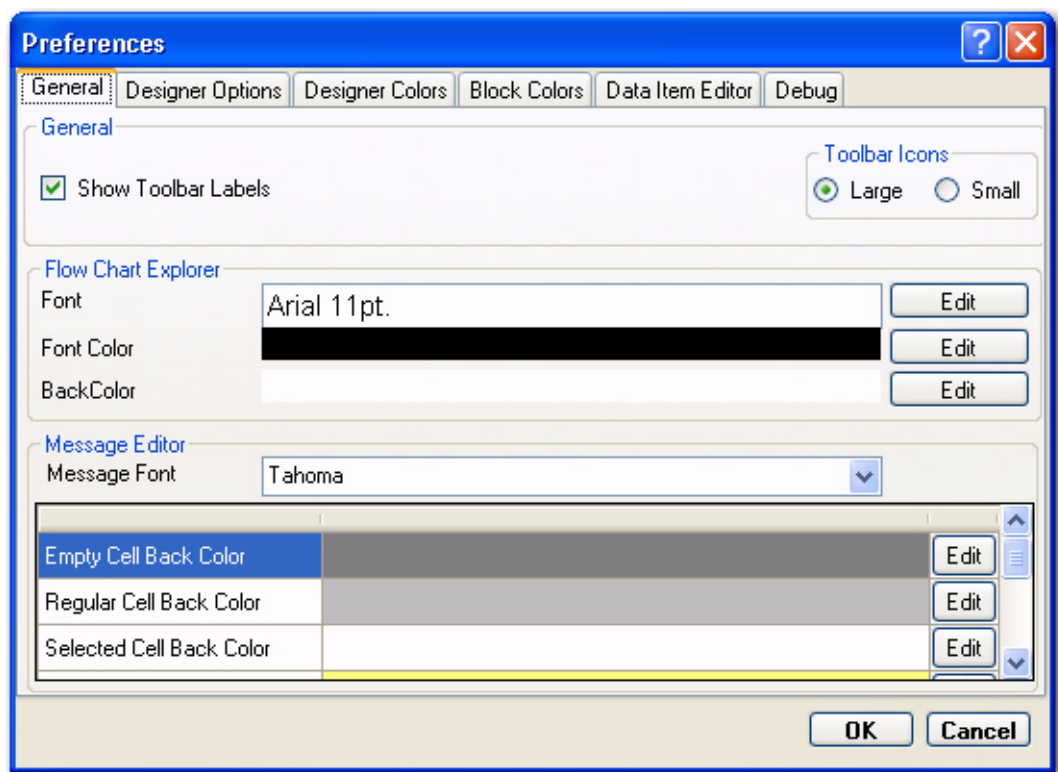 Preferences
?
General Designer Options Designer Colors Block Colors Data Item Editor Debug
General
Toolbar Icons
Show Toolbar Labels
Large Small
Flow Chart Explorer
Font Arial 11pt. Edit
Font Color Edit
BackColor Edit
Message Editor
Message Font Tahoma
Empty Cell Back Color Edit
Regular Cell Back Color Edit
Selected Cell Back Color Edit
OK Cancel